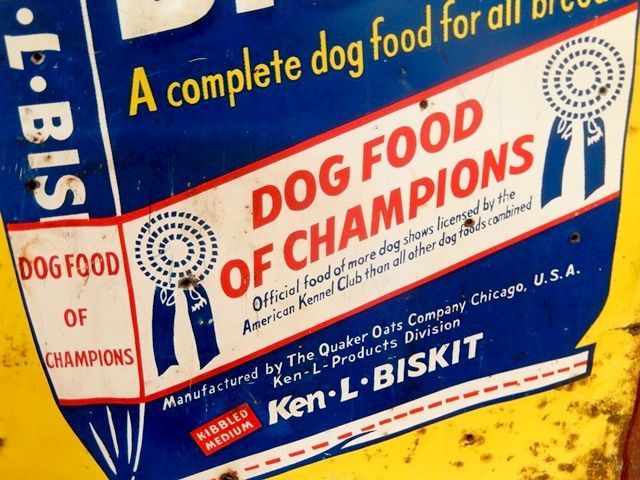 A complete dog food for all
·L·BIS
DOG FOOD
OF CHAMPIONS
Official food of more dog shows licensed by the
American Kennel Club than all other dog foods combined
DOG FOOD
OF
CHAMPIONS
Manufactured by The Quaker Oats Company Chicago, U.S.A.
Ken-L-Products Division
KIBBLED
MEDIUM
Ken·L·BISKIT